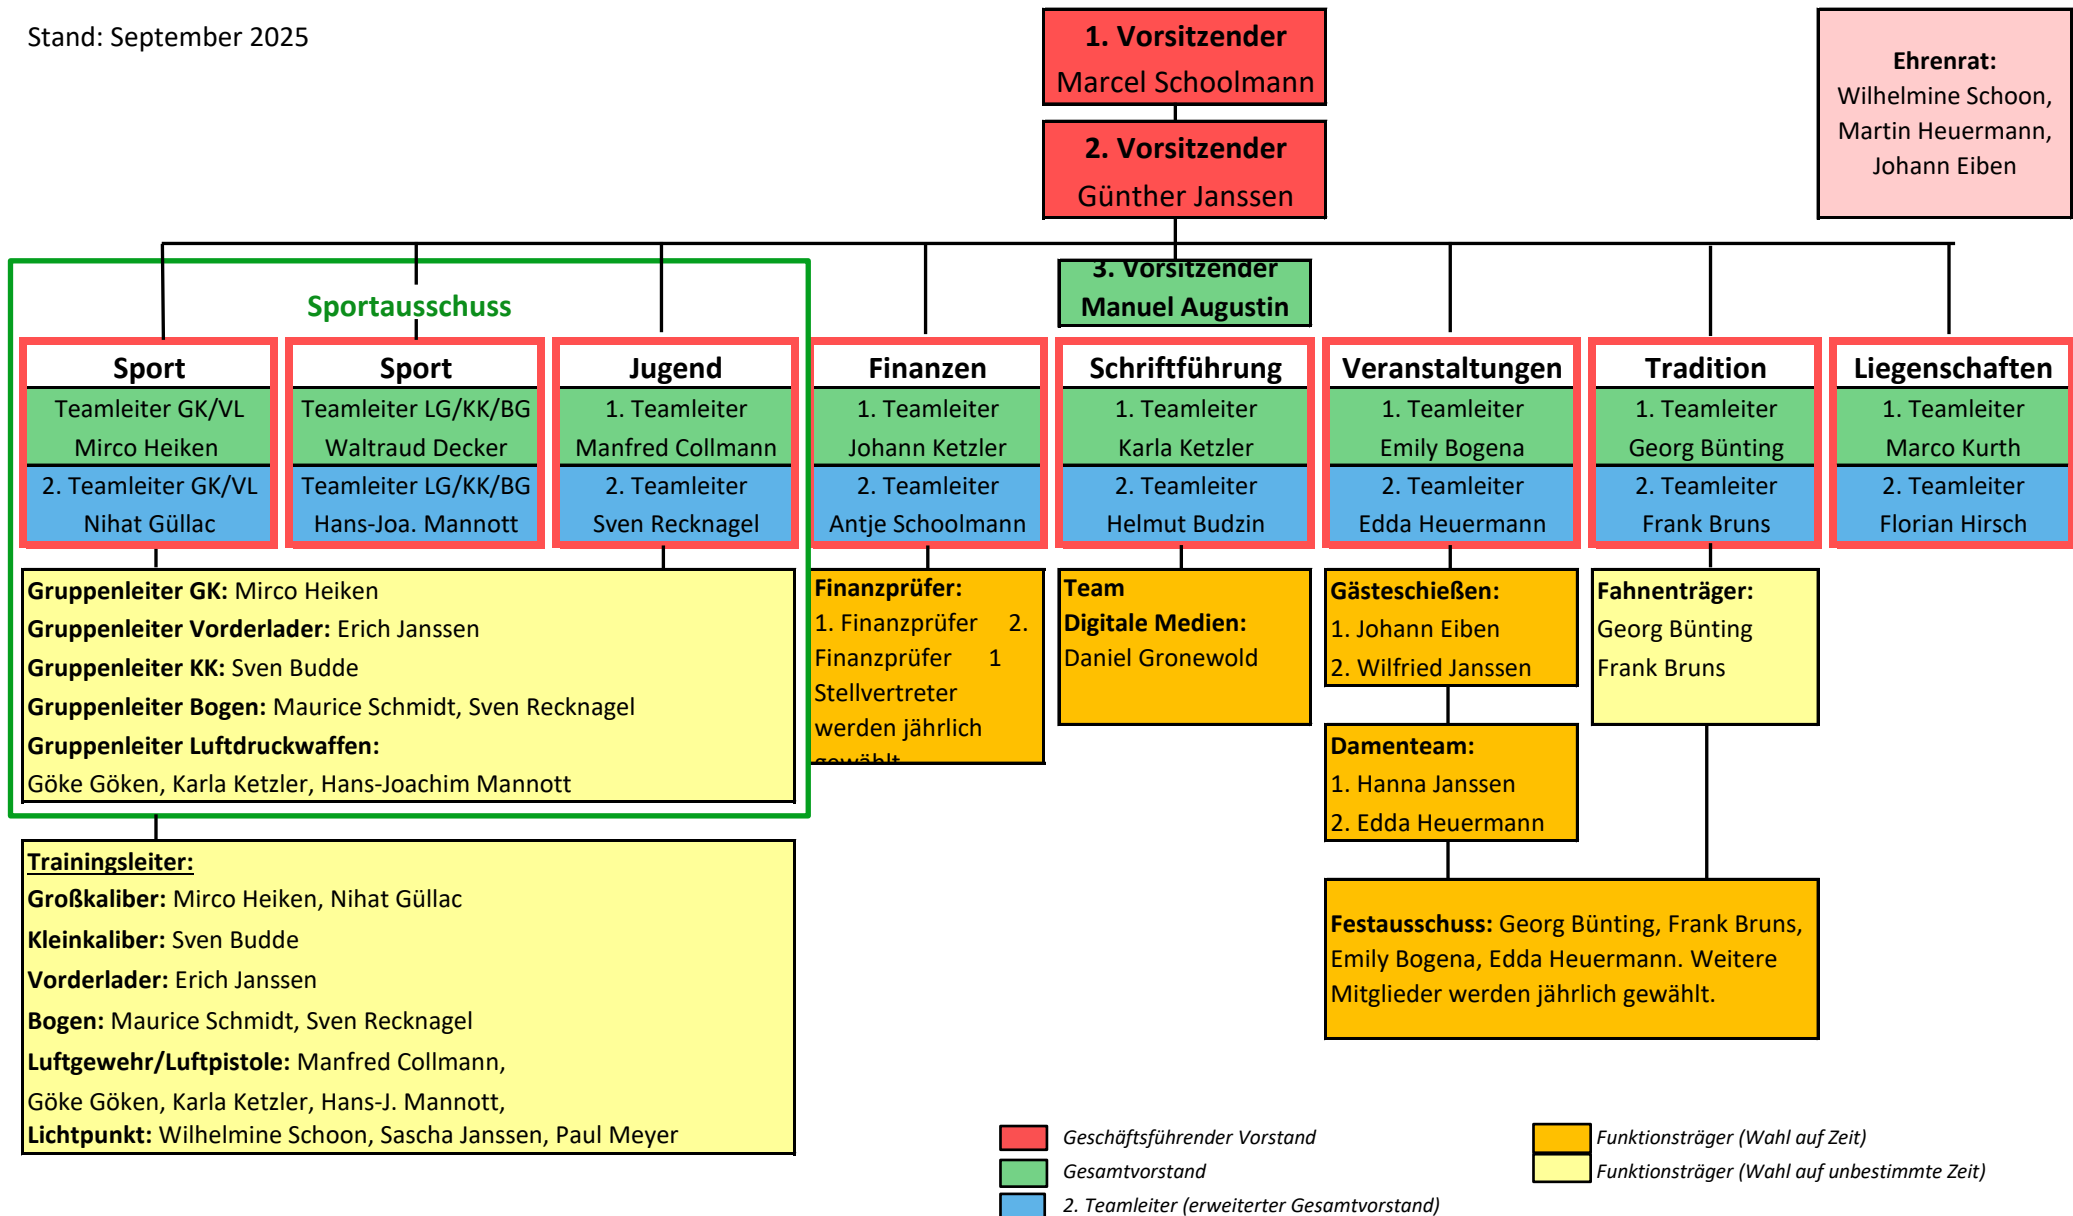 Stand: September 2025
1. Vorsitzender
Marcel Schoolmann
2. Vorsitzender
Günther Janssen
Ehrenrat:
Wilhelmine Schoon,
Martin Heuermann,
Johann Eiben
3. Vorsitzender
Manuel Augustin
Sportausschuss
Sport
Teamleiter GK/VL
Mirco Heiken
2. Teamleiter GK/VL
Nihat Güllac
Sport
Teamleiter LG/KK/BG
Waltraud Decker
Teamleiter LG/KK/BG
Hans-Joa. Mannott
Jugend
1. Teamleiter
Manfred Collmann
2. Teamleiter
Sven Recknagel
Finanzen
1. Teamleiter
Johann Ketzler
2. Teamleiter
Antje Schoolmann
Schriftführung
1. Teamleiter
Karla Ketzler
2. Teamleiter
Helmut Budzin
Veranstaltungen
1. Teamleiter
Emily Bogena
2. Teamleiter
Edda Heuermann
Tradition
1. Teamleiter
Georg Bünting
2. Teamleiter
Frank Bruns
Liegenschaften
1. Teamleiter
Marco Kurth
2. Teamleiter
Florian Hirsch
Gruppenleiter GK: Mirco Heiken
Gruppenleiter Vorderlader: Erich Janssen
Gruppenleiter KK: Sven Budde
Gruppenleiter Bogen: Maurice Schmidt, Sven Recknagel
Gruppenleiter Luftdruckwaffen:
Göke Göken, Karla Ketzler, Hans-Joachim Mannott
Finanzprüfer:
1. Finanzprüfer 2.
Finanzprüfer 1
Stellvertreter
werden jährlich
gewählt
Team
Digitale Medien:
Daniel Gronewold
Gästeschießen:
1. Johann Eiben
2. Wilfried Janssen
Fahnenträger:
Georg Bünting
Frank Bruns
Damenteam:
1. Hanna Janssen
2. Edda Heuermann
Trainingsleiter:
Großkaliber: Mirco Heiken, Nihat Güllac
Kleinkaliber: Sven Budde
Vorderlader: Erich Janssen
Bogen: Maurice Schmidt, Sven Recknagel
Luftgewehr/Luftpistole: Manfred Collmann,
Göke Göken, Karla Ketzler, Hans-J. Mannott,
Lichtpunkt: Wilhelmine Schoon, Sascha Janssen, Paul Meyer
Festausschuss: Georg Bünting, Frank Bruns,
Emily Bogena, Edda Heuermann. Weitere
Mitglieder werden jährlich gewählt.
Geschäftsführender Vorstand
Gesamtvorstand
2. Teamleiter (erweiterter Gesamtvorstand)
Funktionsträger (Wahl auf Zeit)
Funktionsträger (Wahl auf unbestimmte Zeit)